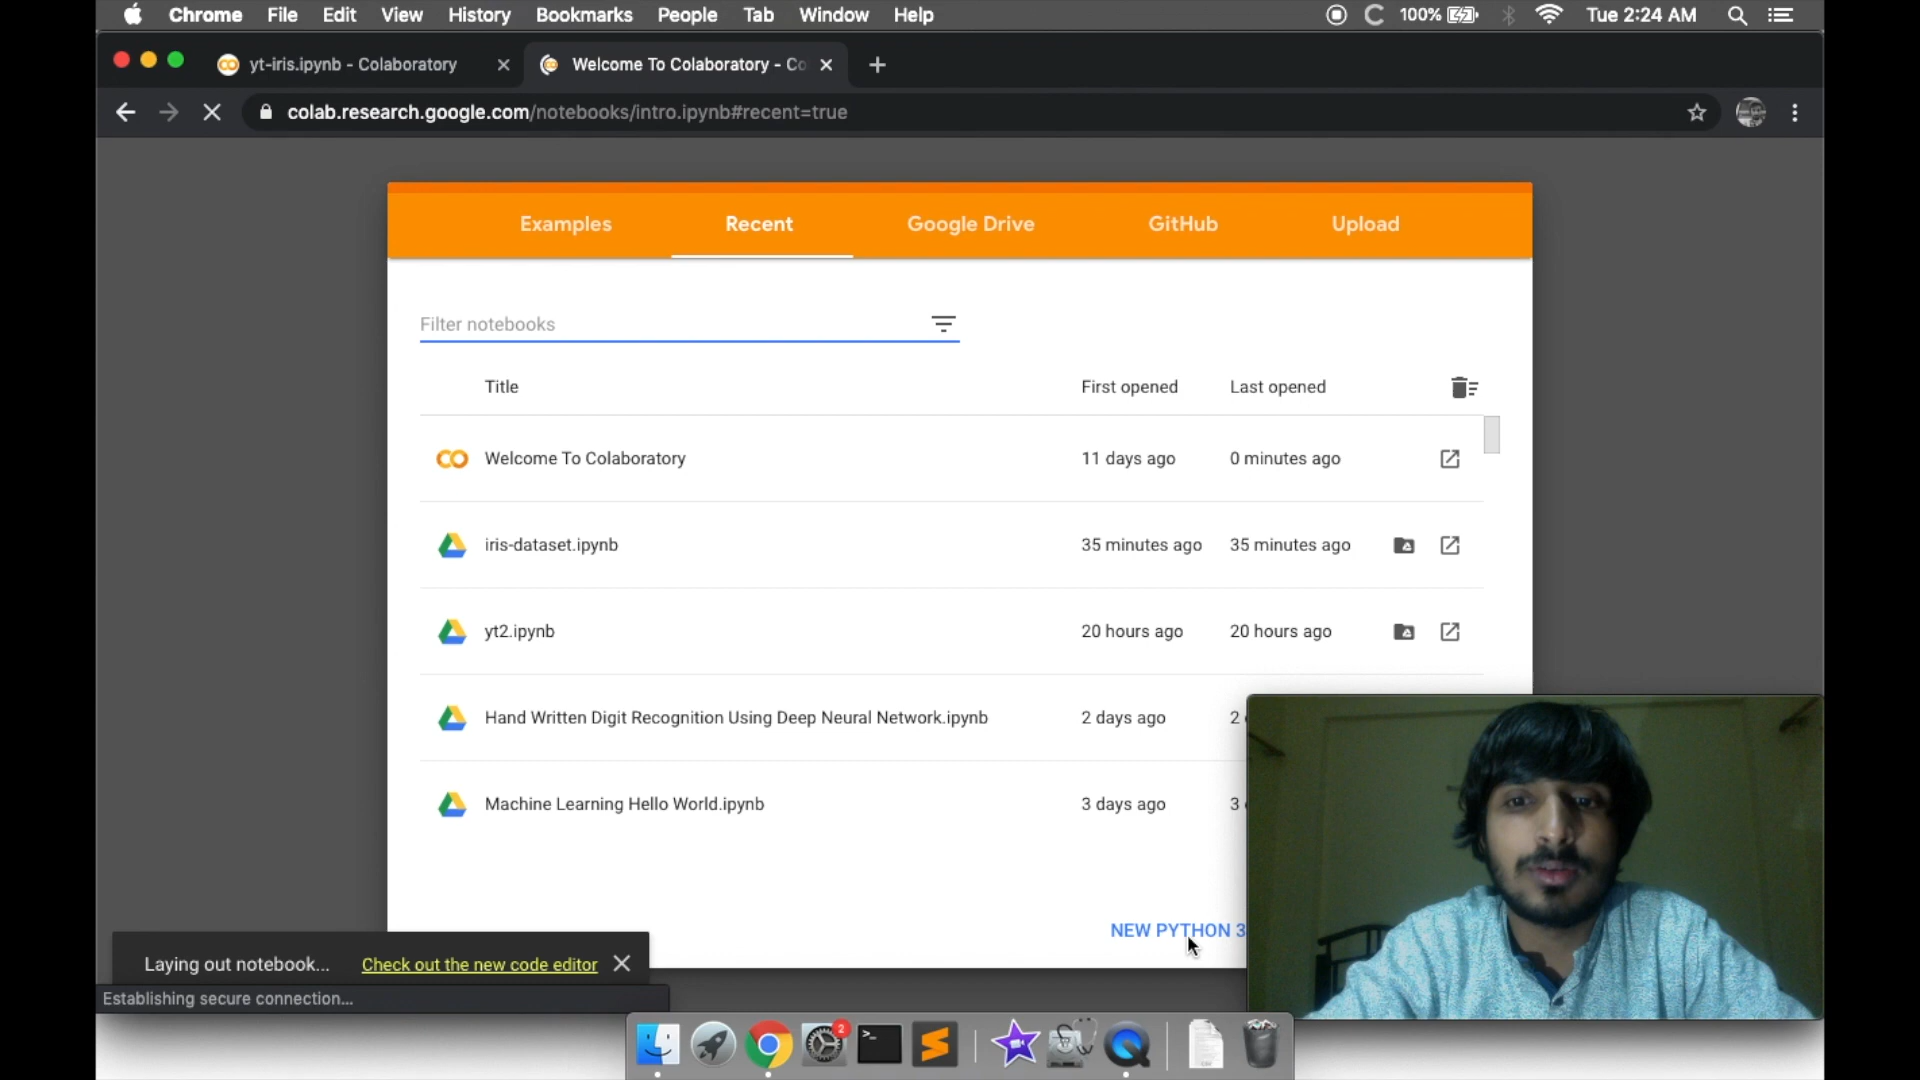 Chrome File Edit View History Bookmarks People Tab Window Help 100% Tue 2:24 AM
yt-iris.ipynb - Colaboratory Welcome To Colaboratory - Co
colab.research.google.com/notebooks/intro.ipynb#recent=true
Examples Recent Google Drive GitHub Upload
Filter notebooks
Title First opened Last opened
Welcome To Colaboratory 11 days ago 0 minutes ago
iris-dataset.ipynb 35 minutes ago 35 minutes ago
yt2.ipynb 20 hours ago 20 hours ago
Hand Written Digit Recognition Using Deep Neural Network.ipynb 2 days ago 2
Machine Learning Hello World.ipynb 3 days ago 3
NEW PYTHON 3
Laying out notebook... Check out the new code editor
Establishing secure connection...
2